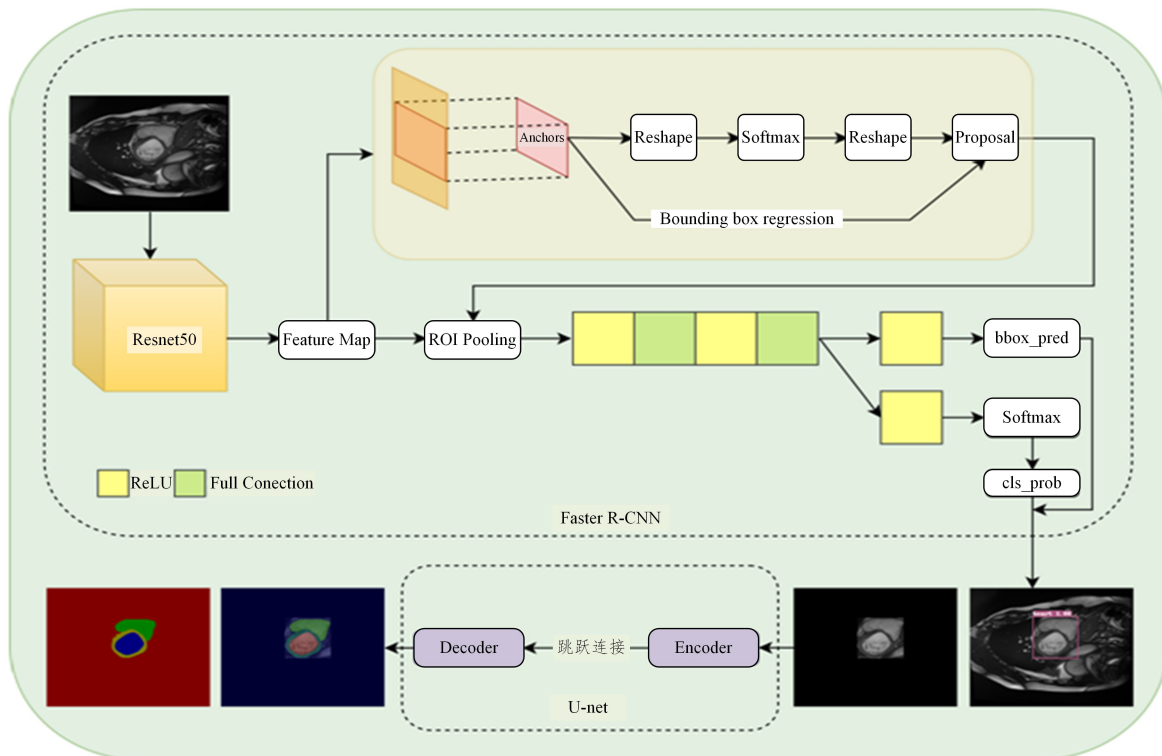 Anchors
Reshape
Softmax
Reshape
Proposal
Bounding box regression
Resnet50
Feature Map
ROI Pooling
bbox_pred
Softmax
cls_prob
ReLU
Full Conection
Faster R-CNN
Decoder
跳跃连接
Encoder
U-net